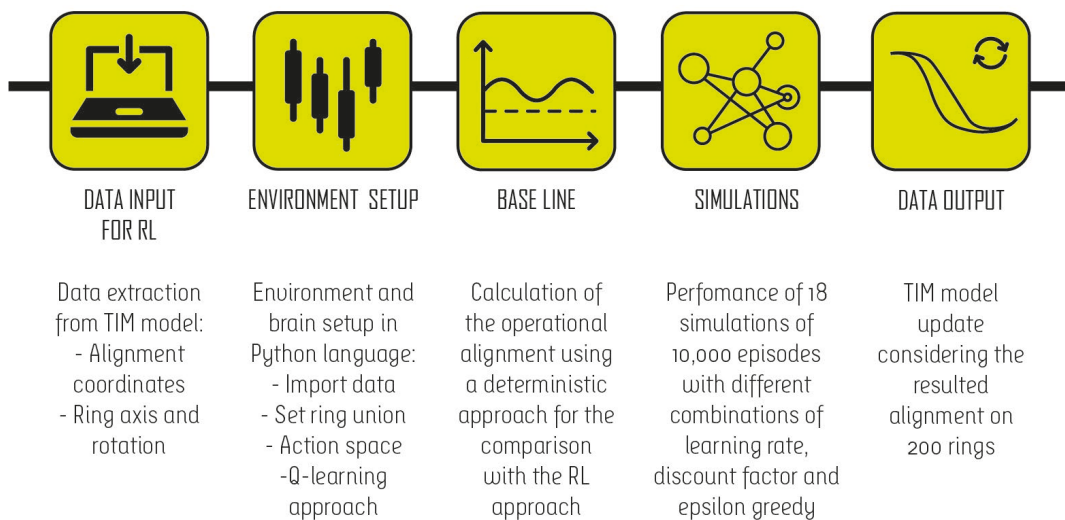 DATA INPUT
FOR RL
ENVIRONMENT SETUP
BASE LINE
SIMULATIONS
DATA OUTPUT
Data extraction
from TIM model:
- Alignment
coordinates
- Ring axis and
rotation
Environment and
brain setup in
Python language:
- Import data
- Set ring union
- Action space
-Q-learning
approach
Calculation of
the operational
alignment using
a deterministic
approach for the
comparison
with the RL
approach
Perfomance of 18
simulations of
10,000 episodes
with different
combinations of
learning rate,
discount factor and
epsilon greedy
TIM model
update
considering the
resulted
alignment on
200 rings